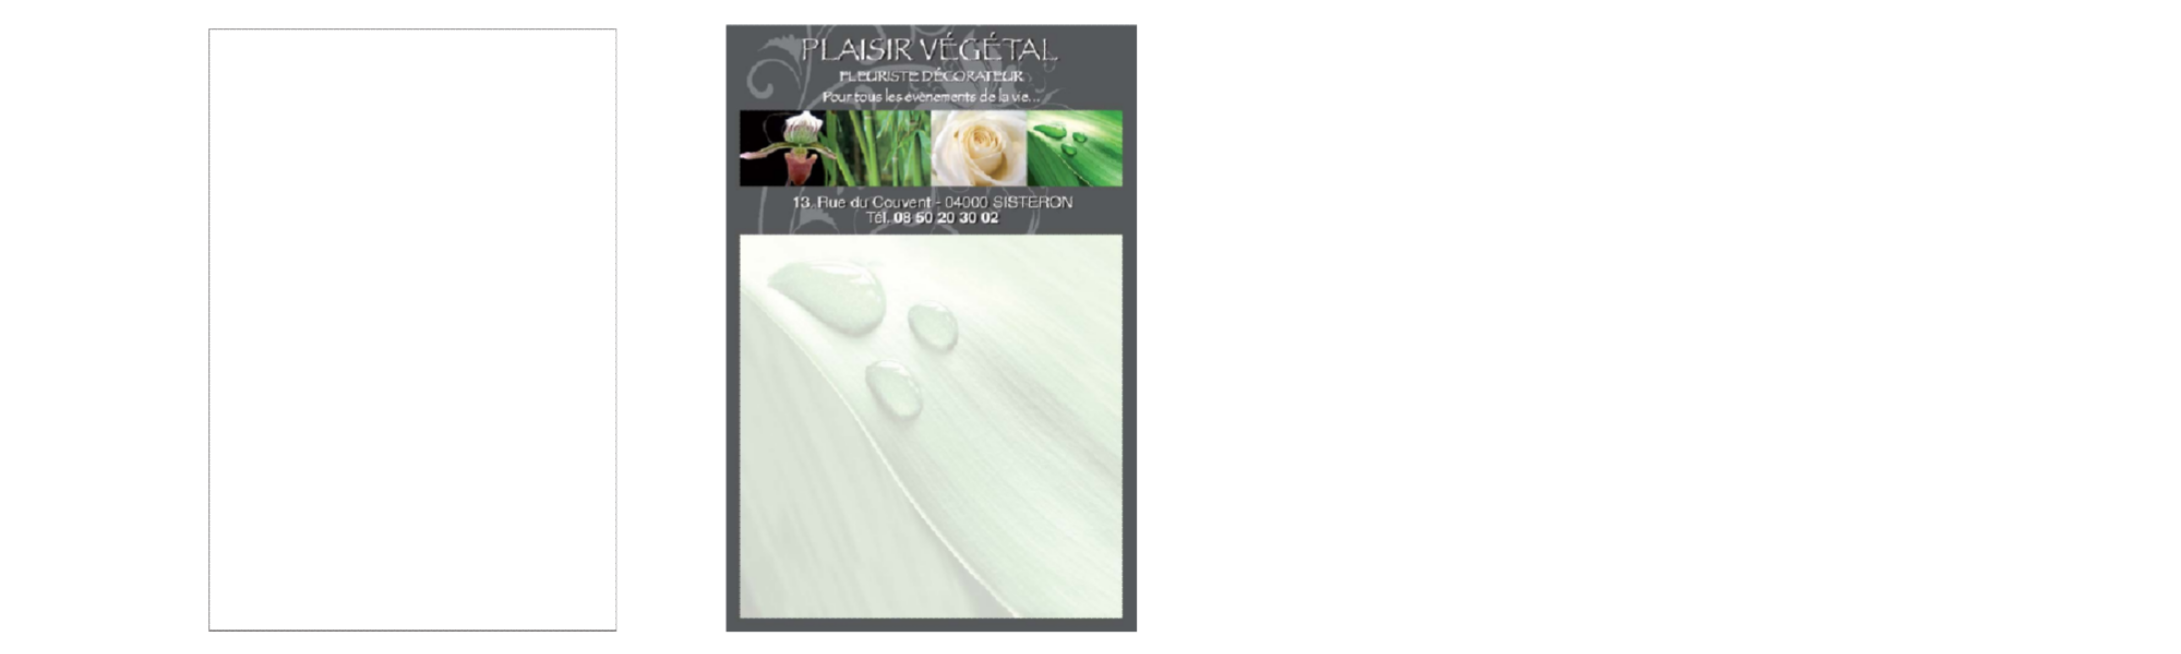 PLAISIR VÉGÉTAL
FLEURISTE DÉCORATEUR
Pour tous les évènements de la vie...
13, Rue du Couvent - 04000 SISTERON
Tél. 08 50 20 30 02